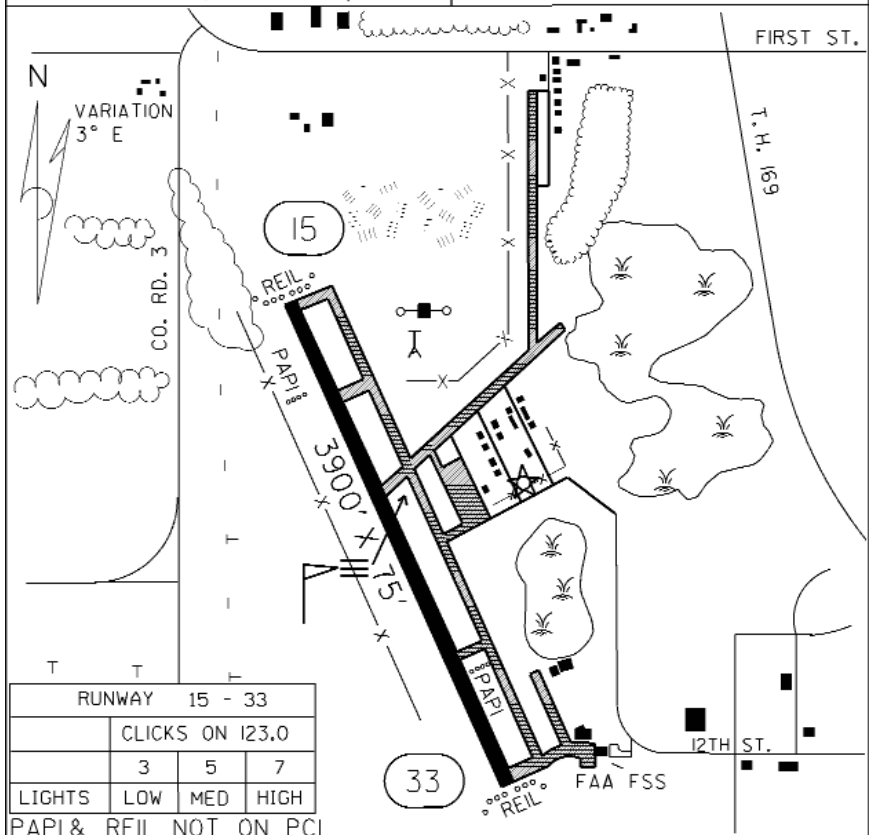 FIRST ST.
N
VARIATION
3° E
T.H. 169
CO. RD. 3
15
REIL
PAPI
3900' X 75'
PAPI
33
REIL
FAA FSS
12TH ST.
RUNWAY 15 - 33
CLICKS ON 123.0
3 5 7
LIGHTS LOW MED HIGH
PAPI & REIL NOT ON PCL